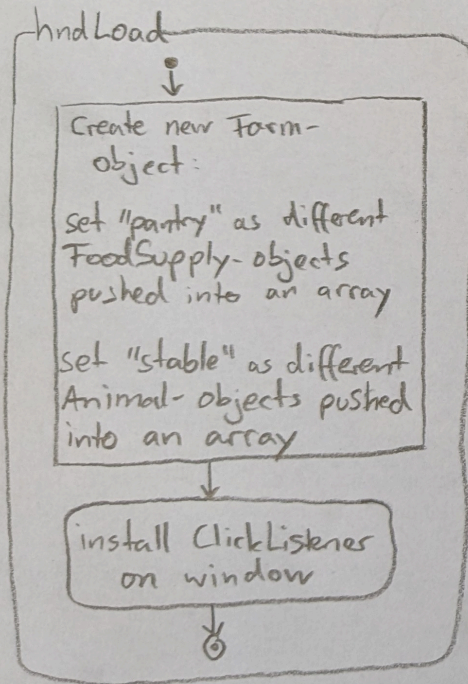 hndLoad
Create new Farm-
object:
set "pantry" as different
FoodSupply-objects
pushed into an array
set "stable" as different
Animal-objects pushed
into an array
install ClickListener
on window